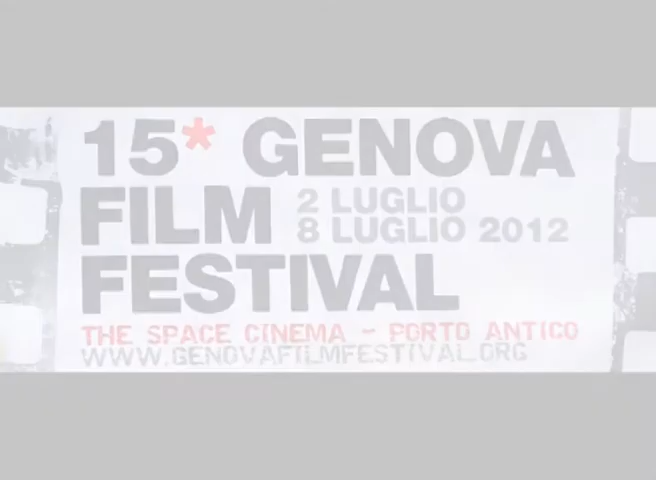 15* GENOVA
FILM
2 LUGLIO
8 LUGLIO 2012
FESTIVAL
THE SPACE CINEMA - PORTO ANTICO
WWW.GENOVAFILMFESTIVAL.ORG